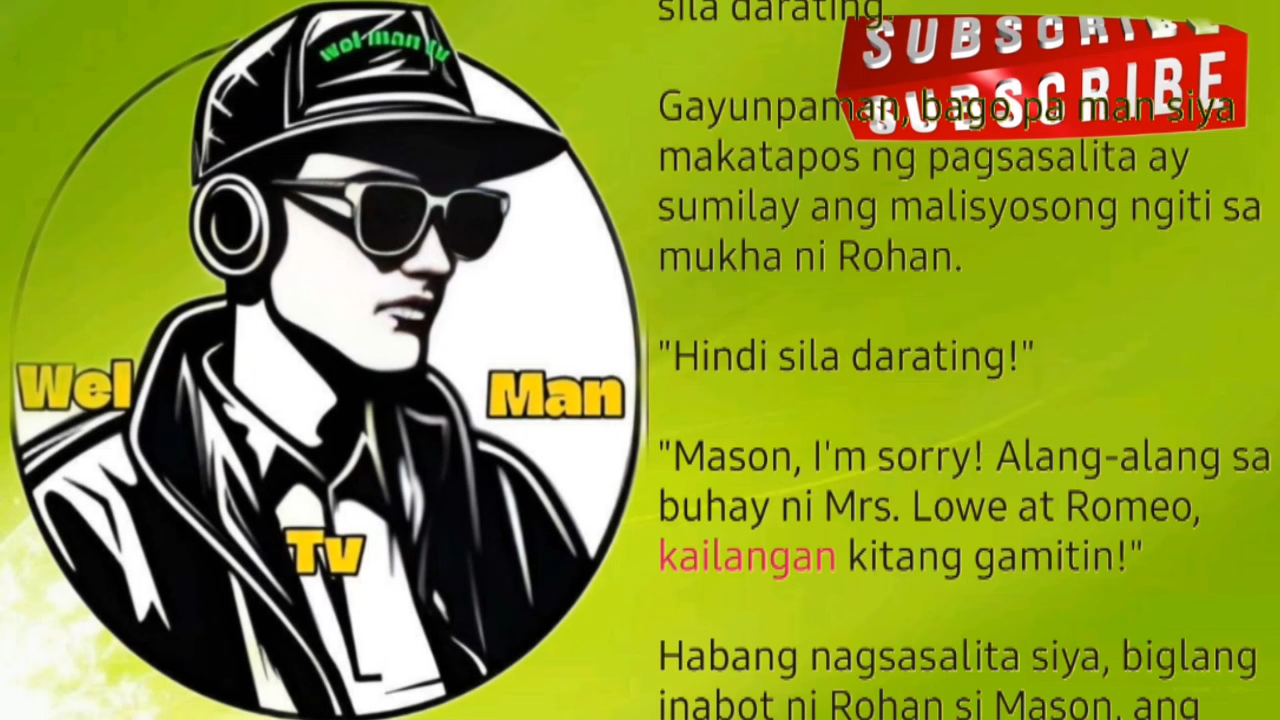 wel man tv
Wel
Man
Tv
SUBSCRIBE
SUBSCRIBE
sila darating.
Gayunpaman, bago pa man siya
makatapos ng pagsasalita ay
sumilay ang malisyosong ngiti sa
mukha ni Rohan.
"Hindi sila darating!"
"Mason, I'm sorry! Alang-alang sa
buhay ni Mrs. Lowe at Romeo,
kailangan kitang gamitin!"
Habang nagsasalita siya, biglang
inabot ni Rohan si Mason, ang